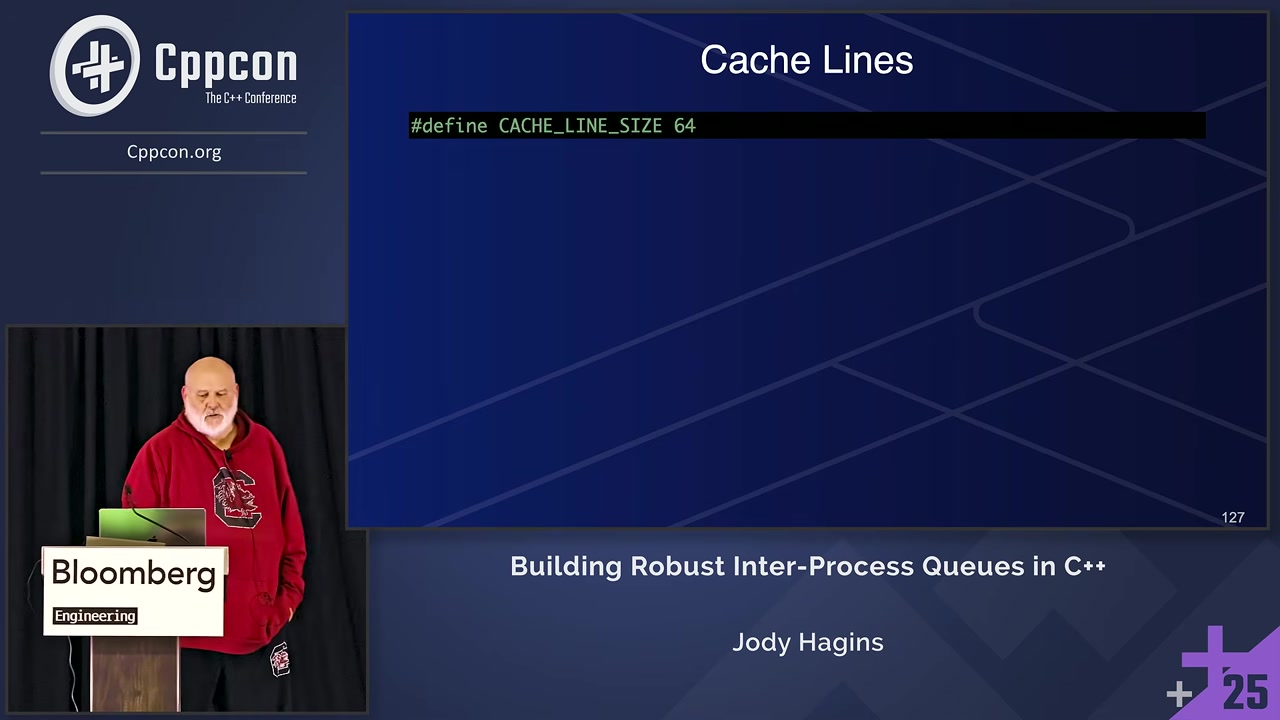 Cppcon
The C++ Conference
Cppcon.org
Cache Lines
#define CACHE_LINE_SIZE 64
127
Bloomberg
Engineering
Building Robust Inter-Process Queues in C++
Jody Hagins
25